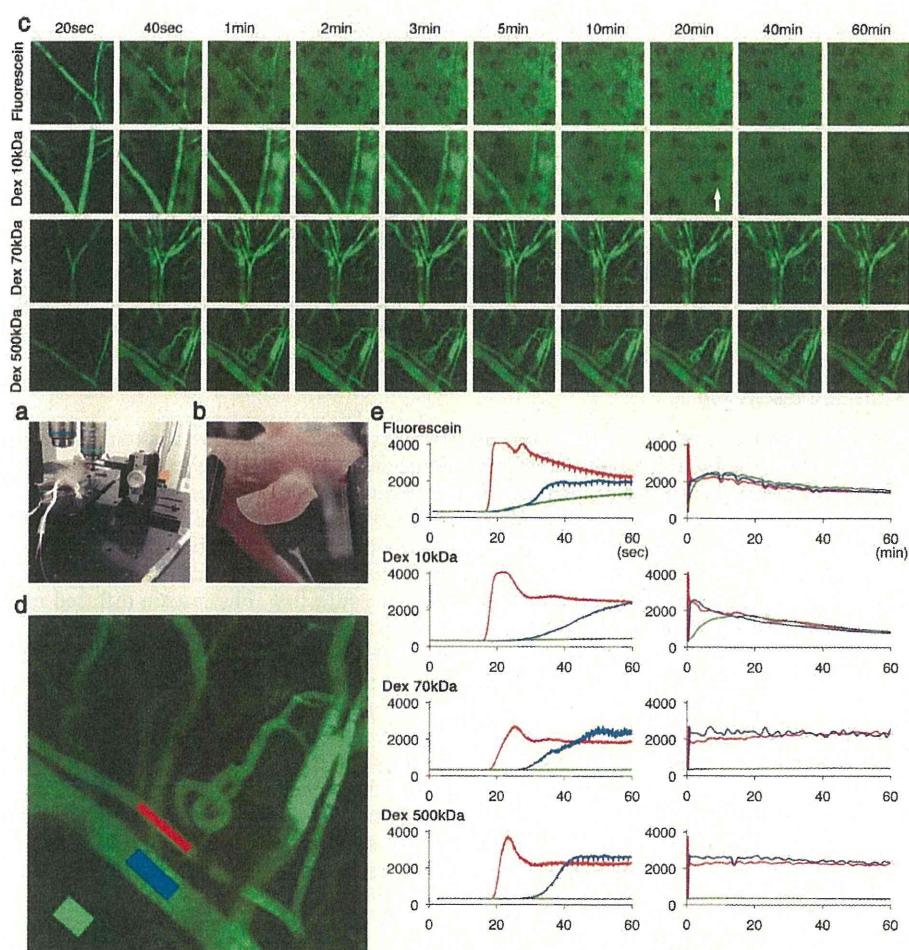 c
20sec 40sec 1min 2min 3min 5min 10min 20min 40min 60min
Fluorescein
Dex 10kDa
Dex 70kDa
Dex 500kDa
a
b
d
e
Fluorescein
4000 4000
2000 2000
0 0
0 20 40 60 0 20 40 60
(sec) (min)
Dex 10kDa
4000 4000
2000 2000
0 0
0 20 40 60 0 20 40 60
Dex 70kDa
4000 4000
2000 2000
0 0
0 20 40 60 0 20 40 60
Dex 500kDa
4000 4000
2000 2000
0 0
0 20 40 60 0 20 40 60